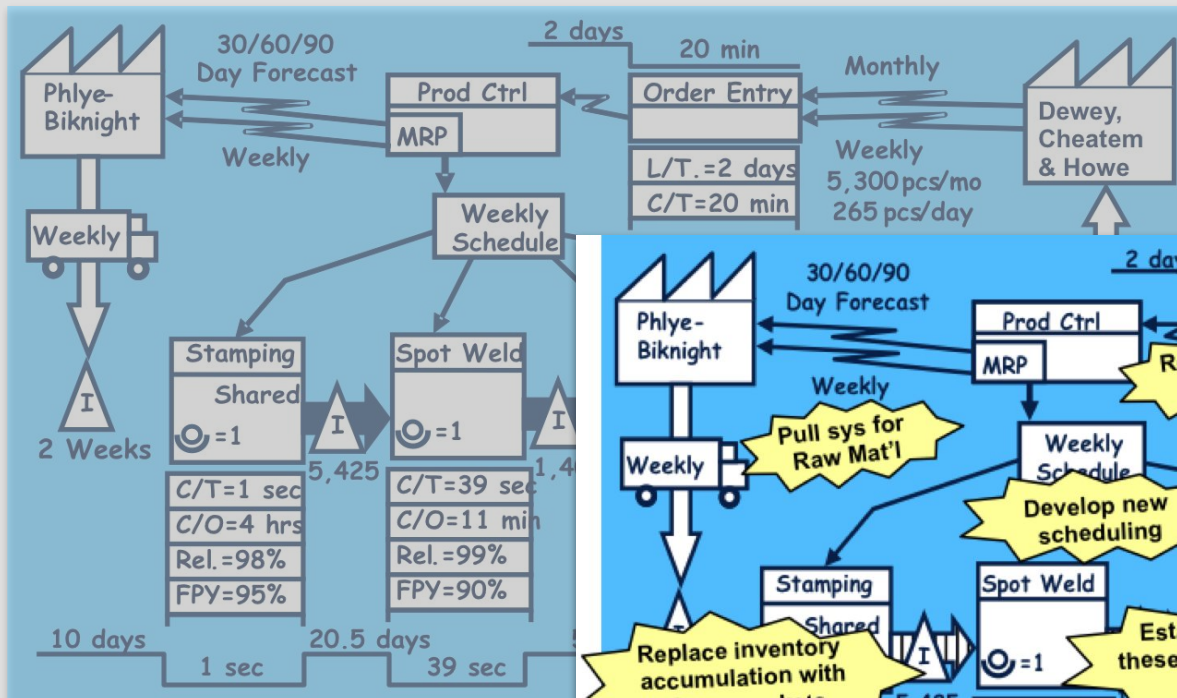 2 days
30/60/90
Day Forecast
20 min
Monthly
Phlye-
Biknight
Prod Ctrl
MRP
Order Entry
Dewey,
Cheatem
& Howe
Weekly
Weekly
5,300 pcs/mo
265 pcs/day
L/T.=2 days
C/T=20 min
Weekly
Schedule
Weekly
I
2 Weeks
Stamping
Shared
=1
I
5,425
Spot Weld
=1
I
C/T=1 sec
C/O=4 hrs
Rel.=98%
FPY=95%
C/T=39 sec
C/O=11 min
Rel.=99%
FPY=90%
10 days
1 sec
20.5 days
39 sec
30/60/90
Day Forecast
2
Phlye-
Biknight
Prod Ctrl
MRP
Weekly
Pull sys for
Raw Mat'l
Weekly
Weekly
Schedule
Develop new
scheduling
Stamping
Shared
I
Spot Weld
=1
Replace inventory
accumulation with
these